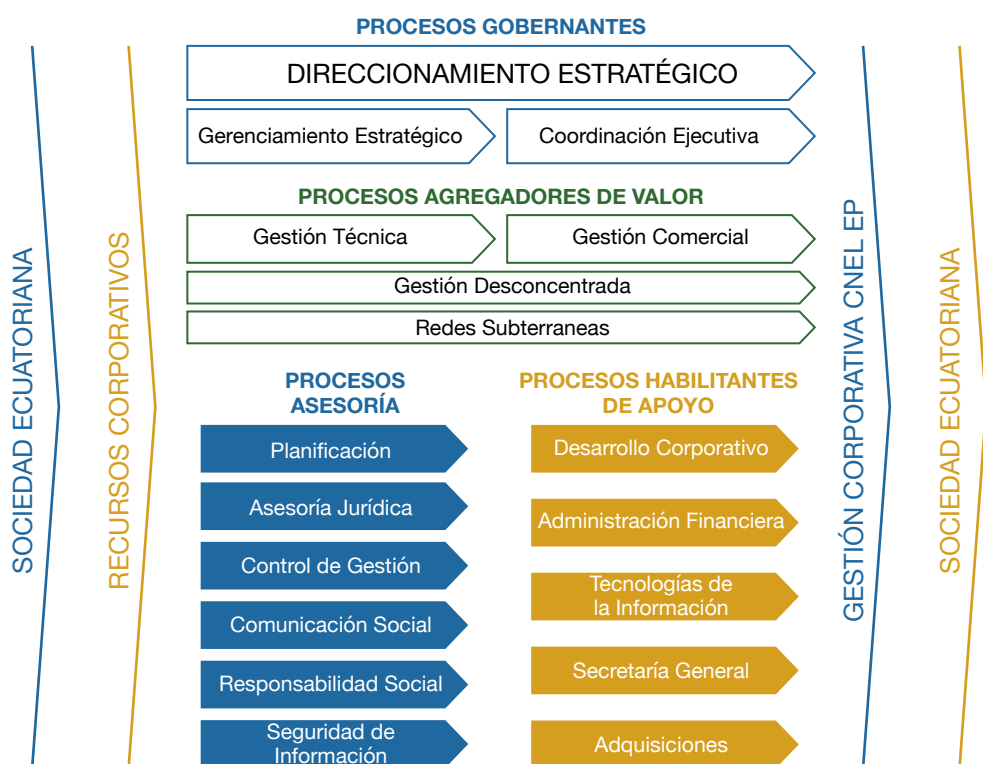 PROCESOS GOBERNANTES
DIRECCIONAMIENTO ESTRATÉGICO
Gerenciamiento Estratégico
Coordinación Ejecutiva
PROCESOS AGREGADORES DE VALOR
Gestión Técnica
Gestión Comercial
Gestión Desconcentrada
Redes Subterraneas
SOCIEDAD ECUATORIANA
RECURSOS CORPORATIVOS
PROCESOS
ASESORÍA
Planificación
Asesoría Jurídica
Control de Gestión
Comunicación Social
Responsabilidad Social
Seguridad de
Información
PROCESOS HABILITANTES
DE APOYO
Desarrollo Corporativo
Administración Financiera
Tecnologías de
la Información
Secretaría General
Adquisiciones
GESTIÓN CORPORATIVA CNEL EP
SOCIEDAD ECUATORIANA